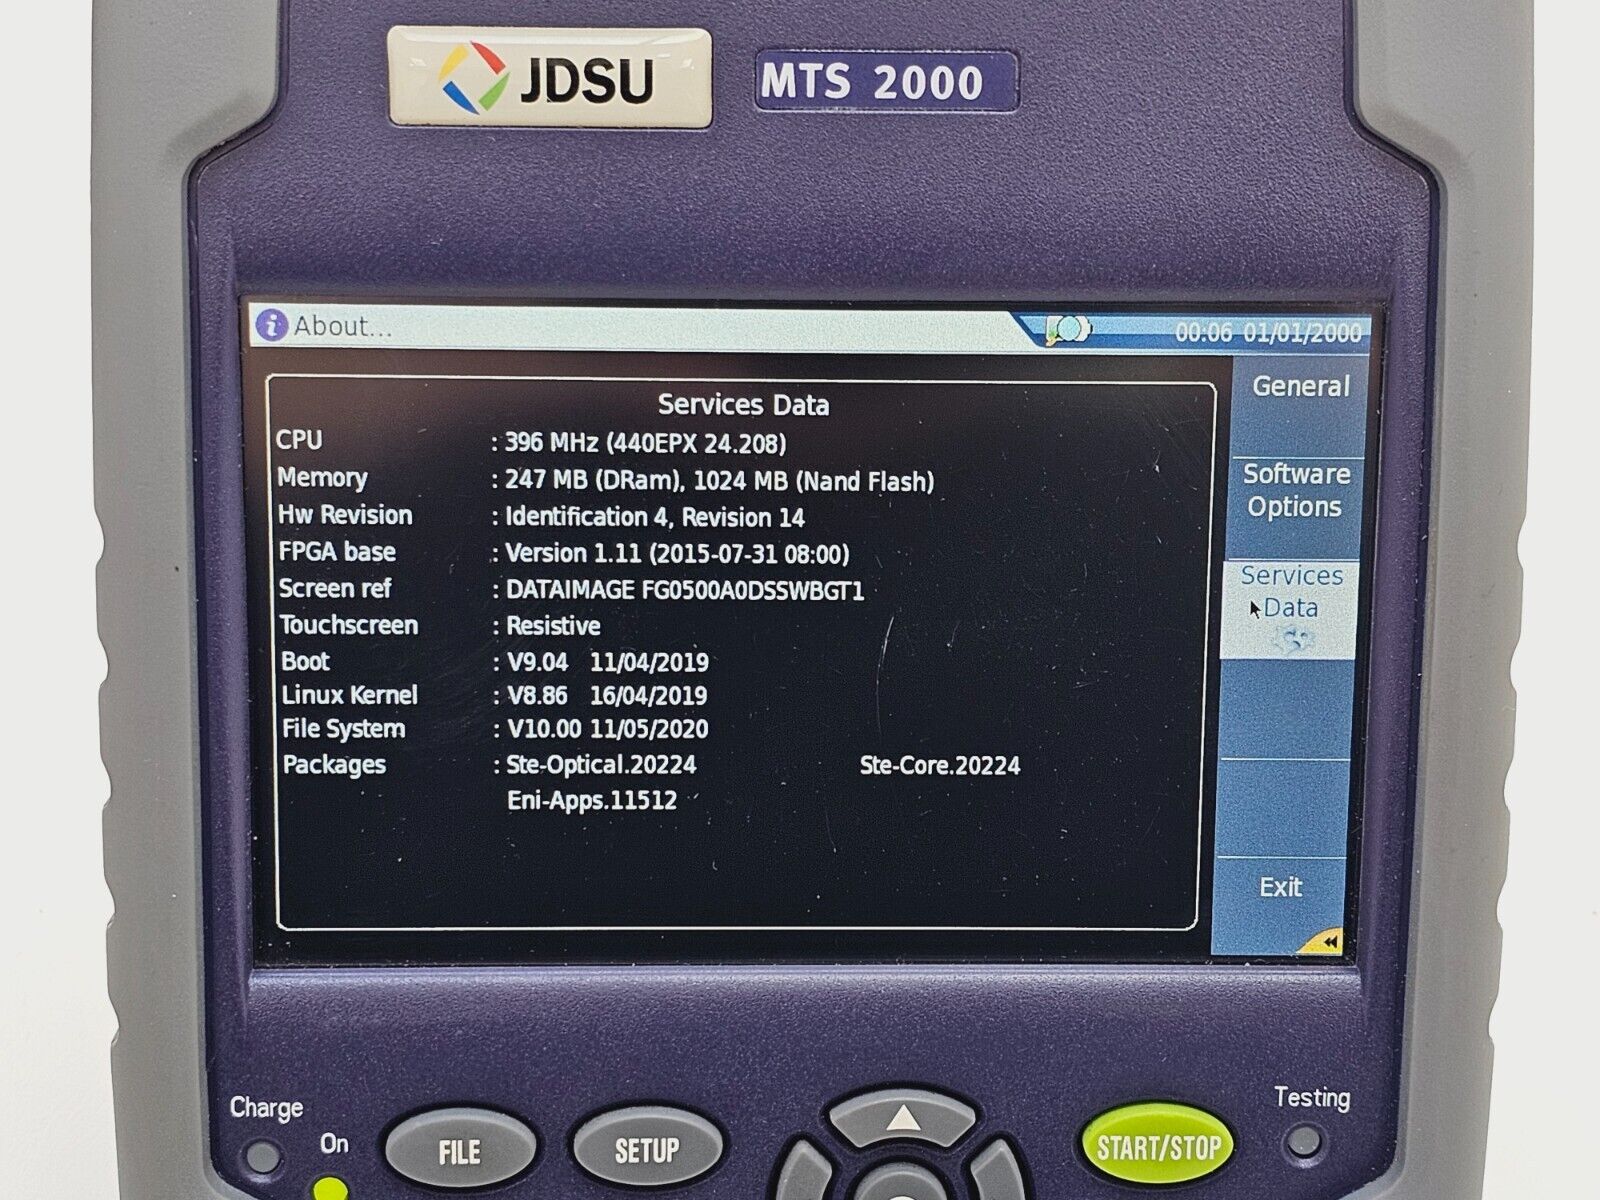 JDSU
MTS 2000
About...
00:06 01/01/2000
Services Data
CPU : 396 MHz (440EPX 24.208)
Memory : 247 MB (DRam), 1024 MB (Nand Flash)
Hw Revision : Identification 4, Revision 14
FPGA base : Version 1.11 (2015-07-31 08:00)
Screen ref : DATAIMAGE FG0500A0DSSWBGT1
Touchscreen : Resistive
Boot : V9.04 11/04/2019
Linux Kernel : V8.86 16/04/2019
File System : V10.00 11/05/2020
Packages : Ste-Optical.20224 Ste-Core.20224
Eni-Apps.11512
General
Software
Options
Services
Data
Exit
Charge
On
FILE
SETUP
START/STOP
Testing